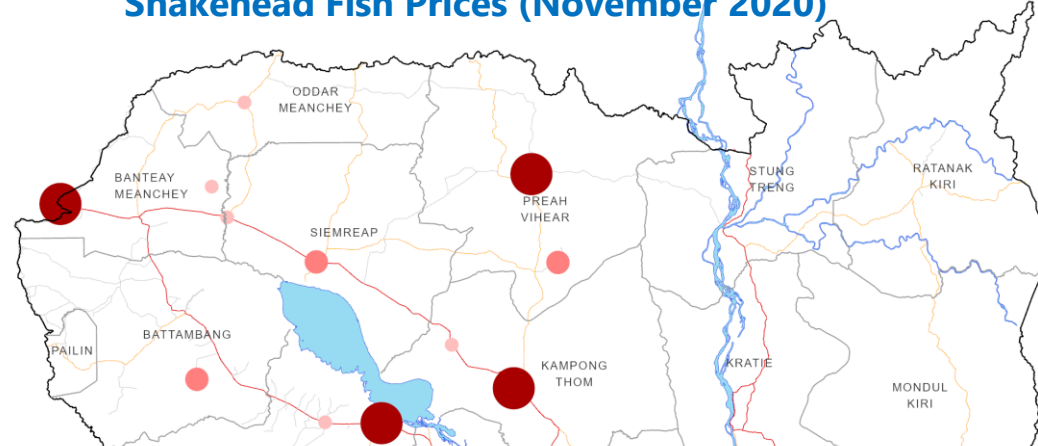 Snakehead Fish Prices (November 2020)
ODDAR
MEANCHEY
BANTEAY
MEANCHEY
STUNG
TRENG
RATANAK
KIRI
PREAH
VIHEAR
SIEMREAP
BATTAMBANG
PAILIN
KAMPONG
THOM
KRATIE
MONDUL
KIRI